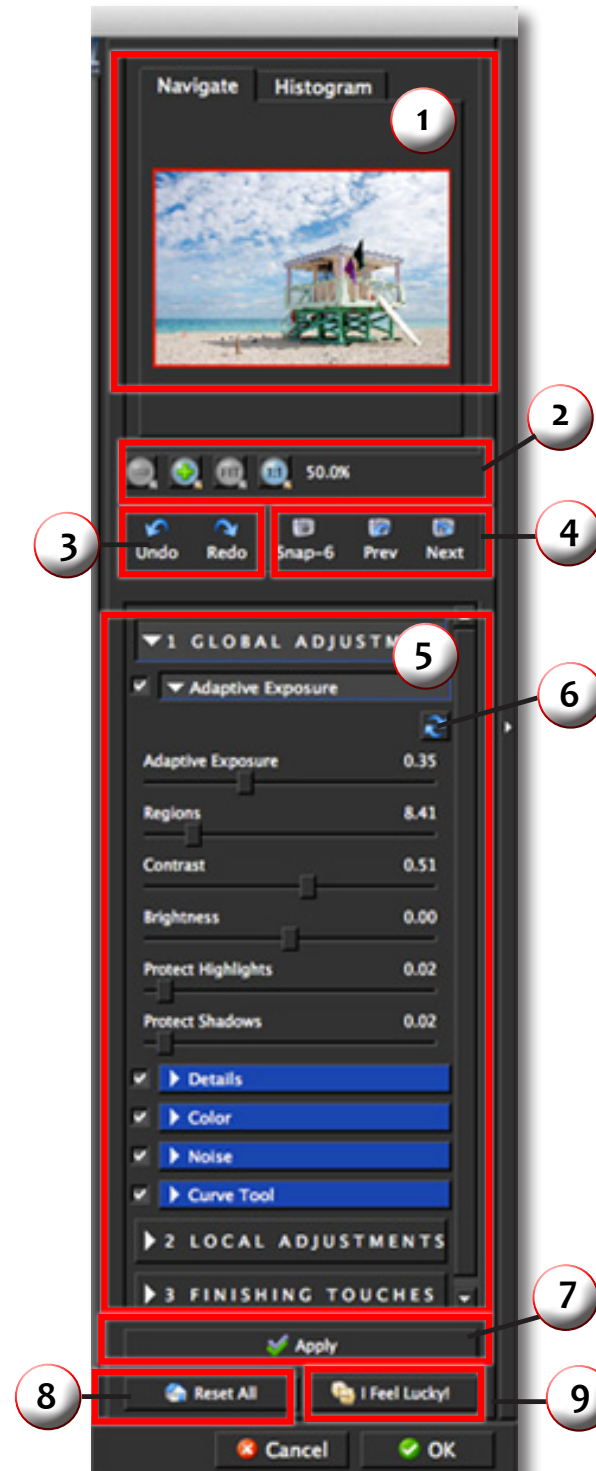 Navigate Histogram
1
2
50.0%
3
Undo Redo Snap-6 Prev Next
4
1 GLOBAL ADJUSTM
5
Adaptive Exposure
6
Adaptive Exposure 0.35
Regions 8.41
Contrast 0.51
Brightness 0.00
Protect Highlights 0.02
Protect Shadows 0.02
Details
Color
Noise
Curve Tool
2 LOCAL ADJUSTMENTS
3 FINISHING TOUCHES
7
Apply
8
Reset All I Feel Lucky!
9
Cancel OK